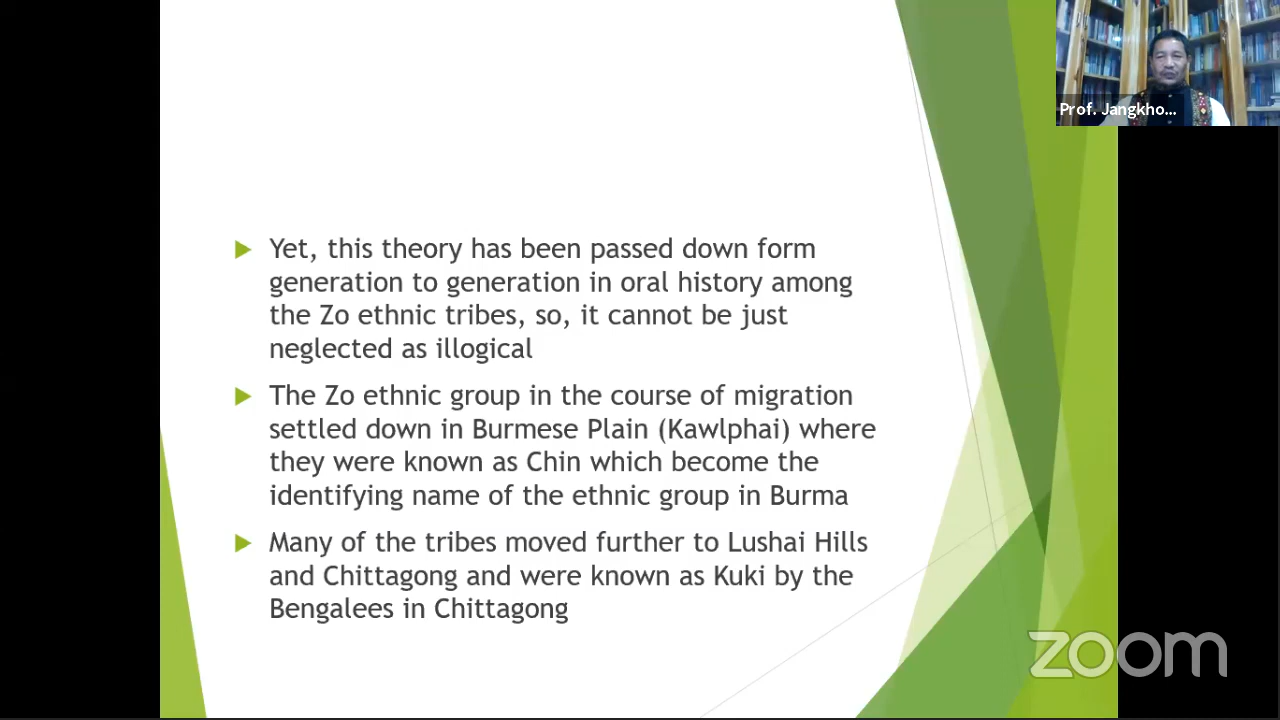 Prof. Jangkho...
Yet, this theory has been passed down form
generation to generation in oral history among
the Zo ethnic tribes, so, it cannot be just
neglected as illogical
The Zo ethnic group in the course of migration
settled down in Burmese Plain (Kawlphai) where
they were known as Chin which become the
identifying name of the ethnic group in Burma
Many of the tribes moved further to Lushai Hills
and Chittagong and were known as Kuki by the
Bengalees in Chittagong
zoom